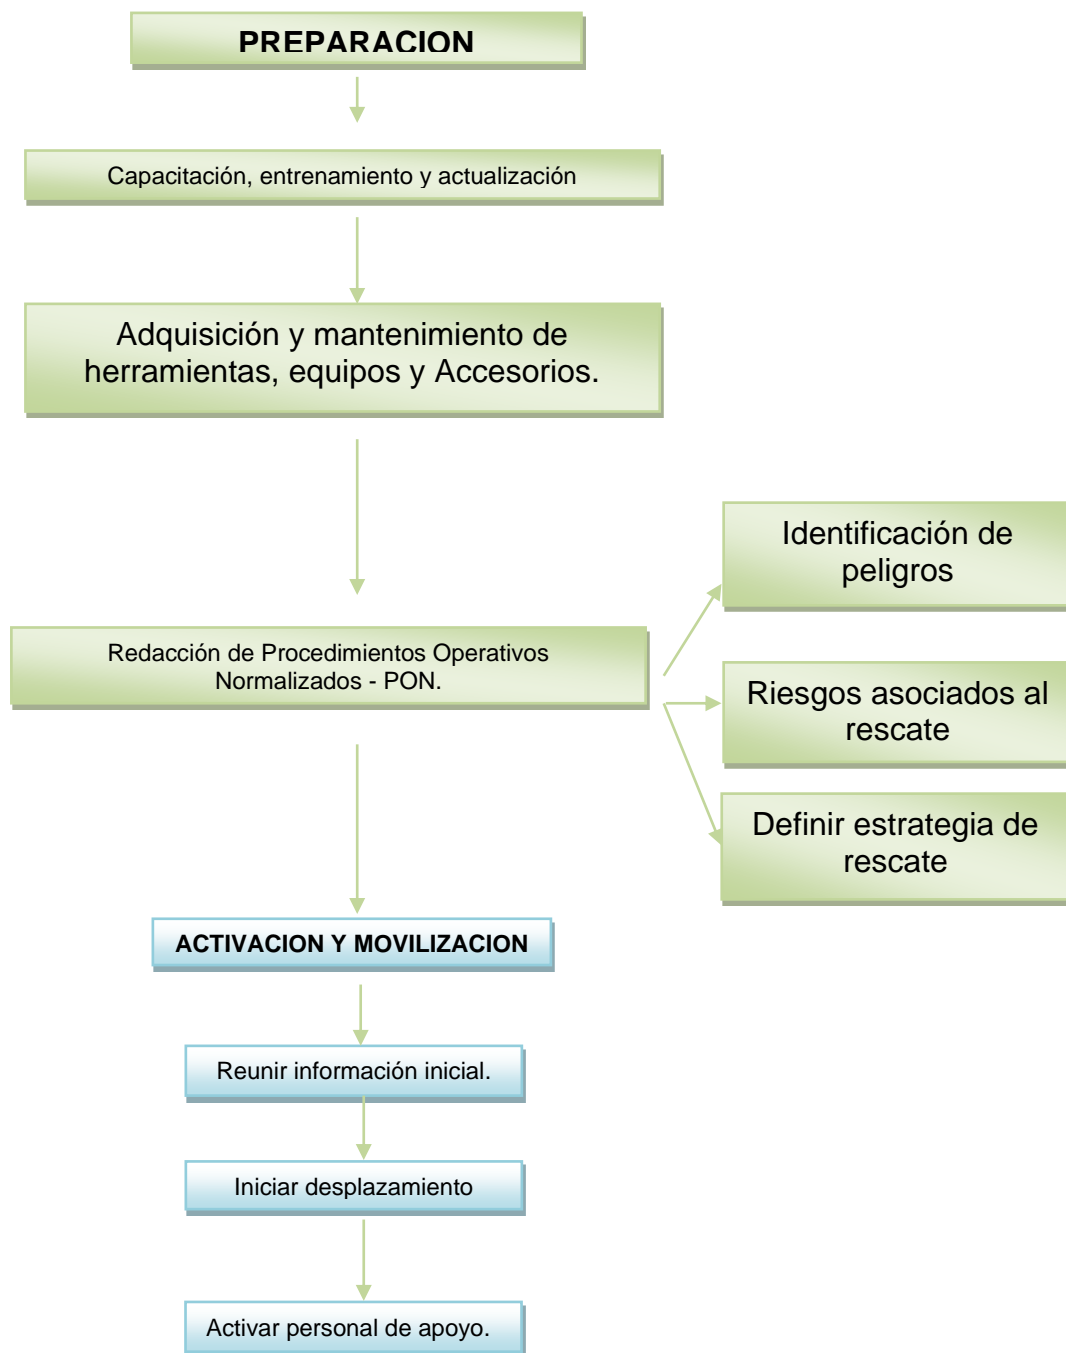 PREPARACION
Capacitación, entrenamiento y actualización
Adquisición y mantenimiento de
herramientas, equipos y Accesorios.
Identificación de
peligros
Redacción de Procedimientos Operativos
Normalizados - PON.
Riesgos asociados al
rescate
Definir estrategia de
rescate
ACTIVACION Y MOVILIZACION
Reunir información inicial.
Iniciar desplazamiento
Activar personal de apoyo.